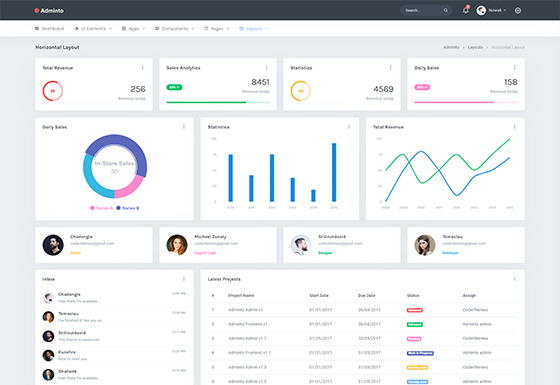 Adminto
Search...
Nowak
Dashboard UI Elements Apps Components Pages Layouts
Horizontal Layout
Adminto > Layouts > Horizontal Layout
Total Revenue
256
Revenue today
Sales Analytics
8451
Revenue today
Statistics
4569
Revenue today
Daily Sales
158
Revenue today
Daily Sales
In-Store Sales
30
Series A Series B
Statistics
Total Revenue
Chadengle
coderthemes@gmail.com
Admin
Michael Zenaty
coderthemes@gmail.com
Support Lead
Stillnotdavid
coderthemes@gmail.com
Designer
Tomaslau
coderthemes@gmail.com
Developer
Inbox
Chadengle
Hey! there I'm available...
Tomaslau
I've finished it! See you so...
Stillnotdavid
This theme is awesome!
Kurafire
Nice to meet you
Shahedk
Hey! there I'm available...
Latest Projects
# Project Name Start Date Due Date Status Assign
1 Adminto Admin v1 01/01/2017 26/04/2017 Released Coderthemes
2 Adminto Frontend v1 01/01/2017 26/04/2017 Released Adminto admin
3 Adminto Admin v1.1 01/05/2017 10/05/2017 Pending Coderthemes
4 Adminto Frontend v1.1 01/01/2017 31/05/2017 Work in Progress Adminto admin
5 Adminto Admin v1.3 01/01/2017 31/05/2017 Coming soon Coderthemes
6 Adminto Admin v1.3 01/01/2017 31/05/2017 Coming soon Adminto admin